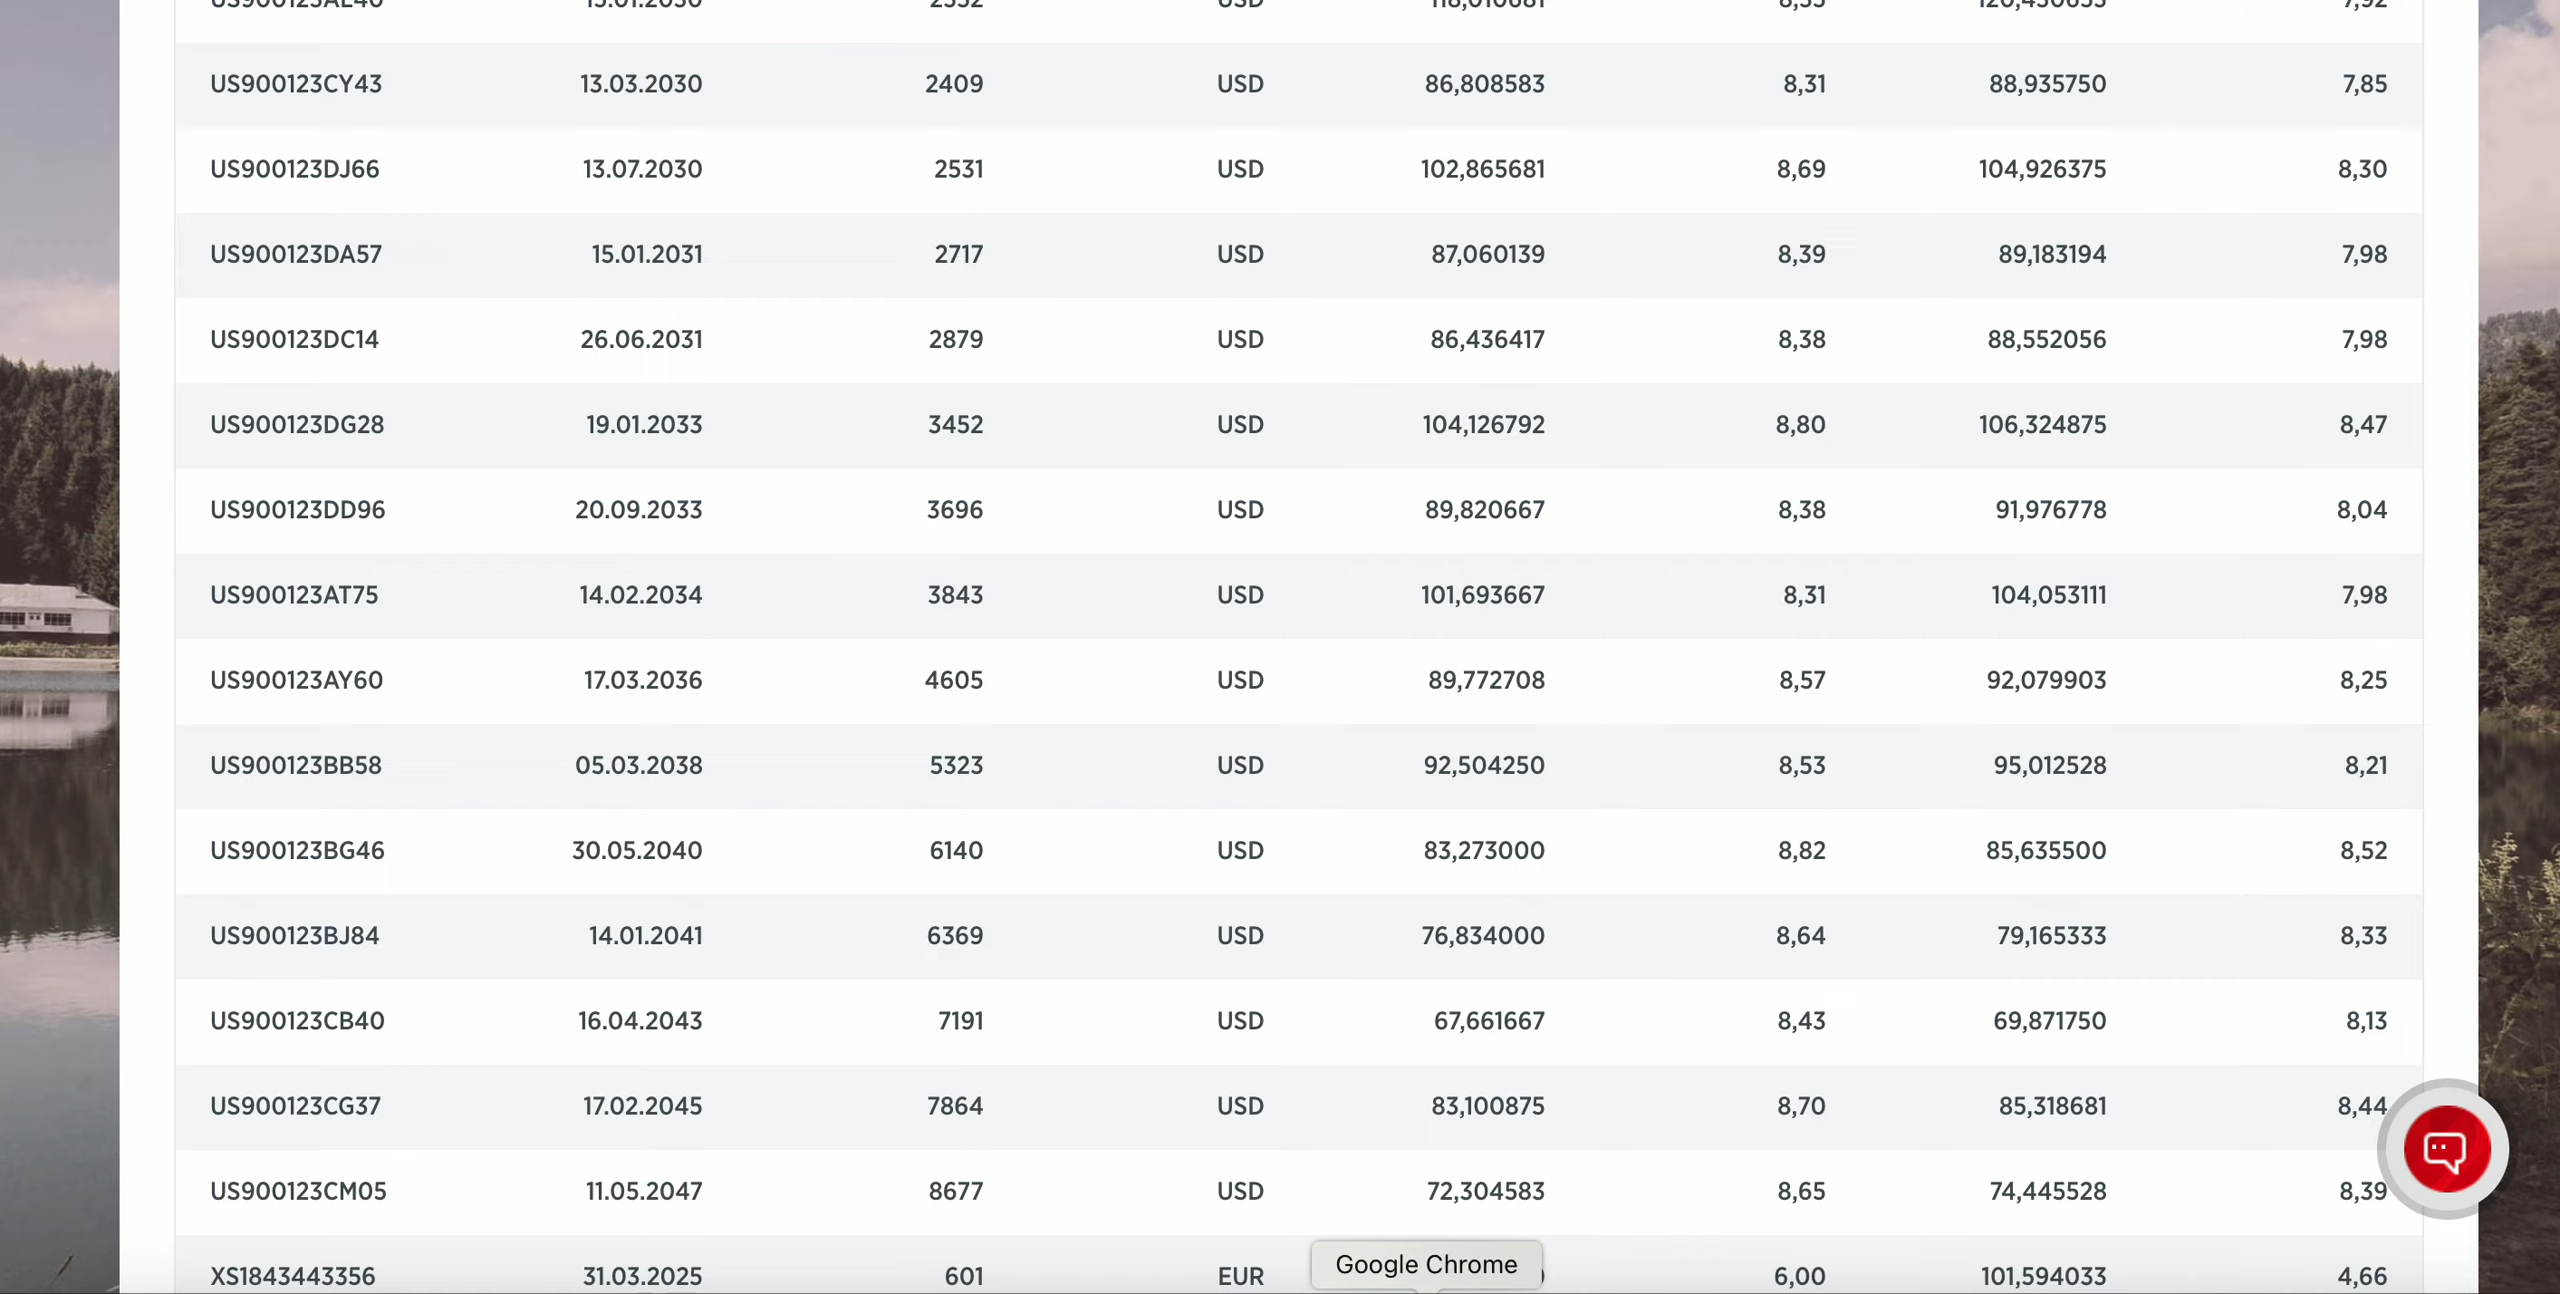 US900123AL40 15.01.2030 2352 USD 118,010681 8,35 120,430653 7,92
US900123CY43 13.03.2030 2409 USD 86,808583 8,31 88,935750 7,85
US900123DJ66 13.07.2030 2531 USD 102,865681 8,69 104,926375 8,30
US900123DA57 15.01.2031 2717 USD 87,060139 8,39 89,183194 7,98
US900123DC14 26.06.2031 2879 USD 86,436417 8,38 88,552056 7,98
US900123DG28 19.01.2033 3452 USD 104,126792 8,80 106,324875 8,47
US900123DD96 20.09.2033 3696 USD 89,820667 8,38 91,976778 8,04
US900123AT75 14.02.2034 3843 USD 101,693667 8,31 104,053111 7,98
US900123AY60 17.03.2036 4605 USD 89,772708 8,57 92,079903 8,25
US900123BB58 05.03.2038 5323 USD 92,504250 8,53 95,012528 8,21
US900123BG46 30.05.2040 6140 USD 83,273000 8,82 85,635500 8,52
US900123BJ84 14.01.2041 6369 USD 76,834000 8,64 79,165333 8,33
US900123CB40 16.04.2043 7191 USD 67,661667 8,43 69,871750 8,13
US900123CG37 17.02.2045 7864 USD 83,100875 8,70 85,318681 8,44
US900123CM05 11.05.2047 8677 USD 72,304583 8,65 74,445528 8,39
XS1843443356 31.03.2025 601 EUR Google Chrome 6,00 101,594033 4,66